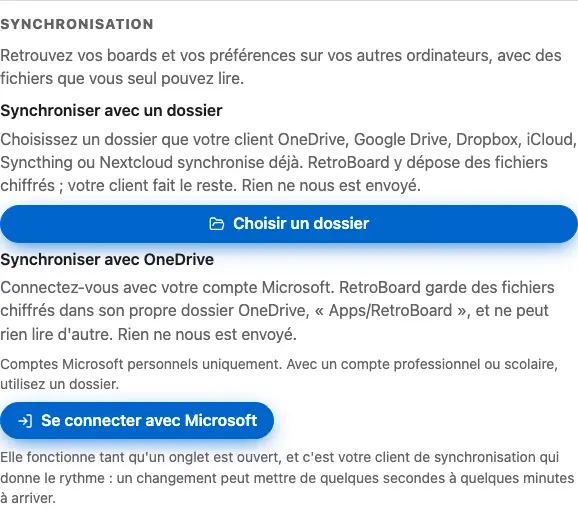 SYNCHRONISATION
Retrouvez vos boards et vos préférences sur vos autres ordinateurs, avec des
fichiers que vous seul pouvez lire.
Synchroniser avec un dossier
Choisissez un dossier que votre client OneDrive, Google Drive, Dropbox, iCloud,
Syncthing ou Nextcloud synchronise déjà. RetroBoard y dépose des fichiers
chiffrés ; votre client fait le reste. Rien ne nous est envoyé.
Choisir un dossier
Synchroniser avec OneDrive
Connectez-vous avec votre compte Microsoft. RetroBoard garde des fichiers
chiffrés dans son propre dossier OneDrive, « Apps/RetroBoard », et ne peut
rien lire d'autre. Rien ne nous est envoyé.
Comptes Microsoft personnels uniquement. Avec un compte professionnel ou scolaire,
utilisez un dossier.
Se connecter avec Microsoft
Elle fonctionne tant qu'un onglet est ouvert, et c'est votre client de synchronisation qui
donne le rythme : un changement peut mettre de quelques secondes à quelques minutes
à arriver.